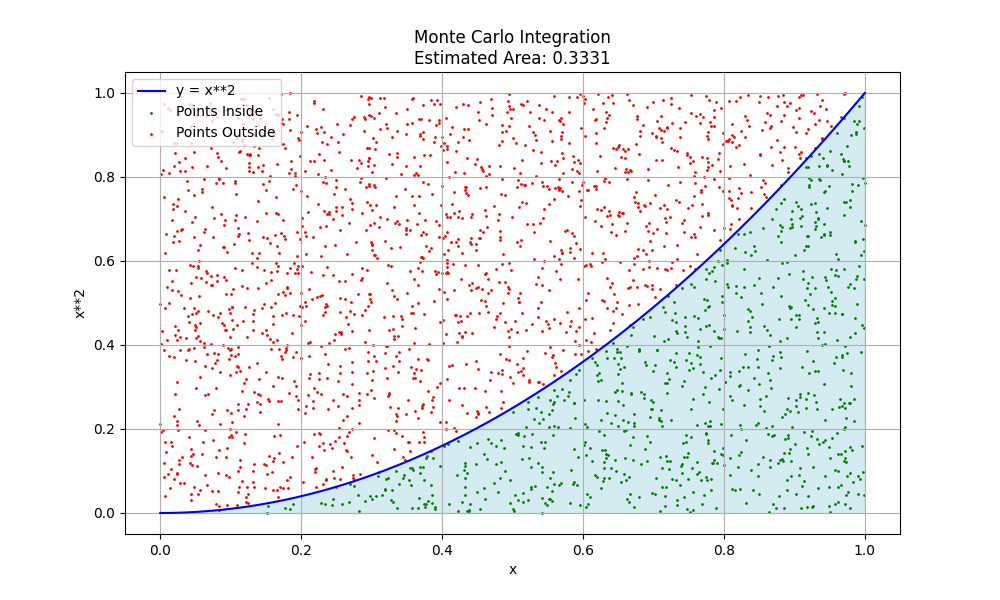 Monte Carlo Integration
Estimated Area: 0.3331
y = x**2
Points Inside
Points Outside
1.0
0.8
0.6
0.4
0.2
0.0
x**2
0.0 0.2 0.4 0.6 0.8 1.0
x